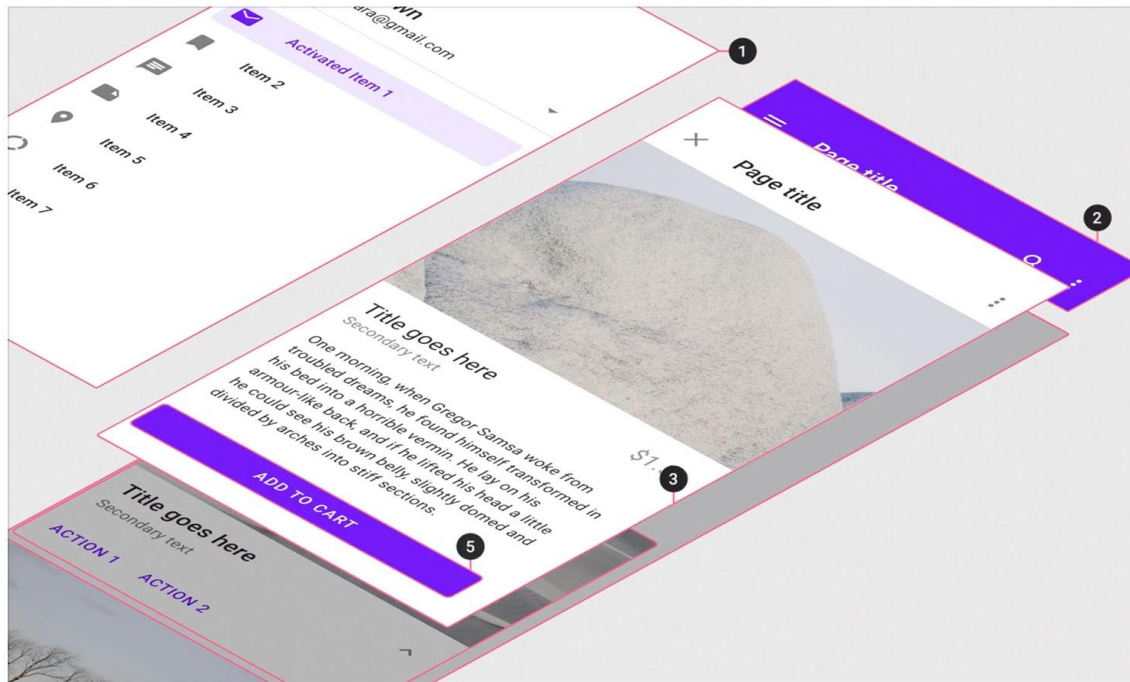 wn
ara@gmail.com
Activated Item 1
Item 2
Item 3
Item 4
Item 5
Item 6
Item 7
1
Page title
2
Page title
Title goes here
Secondary text
One morning, when Gregor Samsa woke from
troubled dreams, he found himself transformed in
his bed into a horrible vermin. He lay on his
armour-like back, and if he lifted his head a little
he could see his brown belly, slightly domed and
divided by arches into stiff sections.
$1.
3
ADD TO CART
5
Title goes here
Secondary text
ACTION 1
ACTION 2